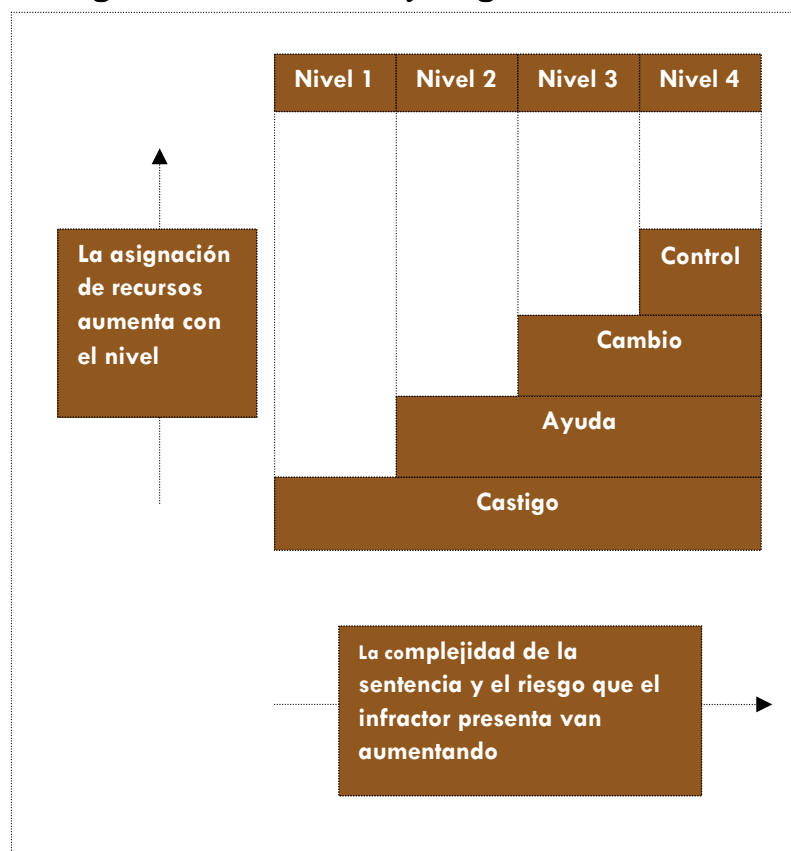 Nivel 1 Nivel 2 Nivel 3 Nivel 4
La asignación
de recursos
aumenta con
el nivel
Control
Cambio
Ayuda
Castigo
La complejidad de la
sentencia y el riesgo que el
infractor presenta van
aumentando